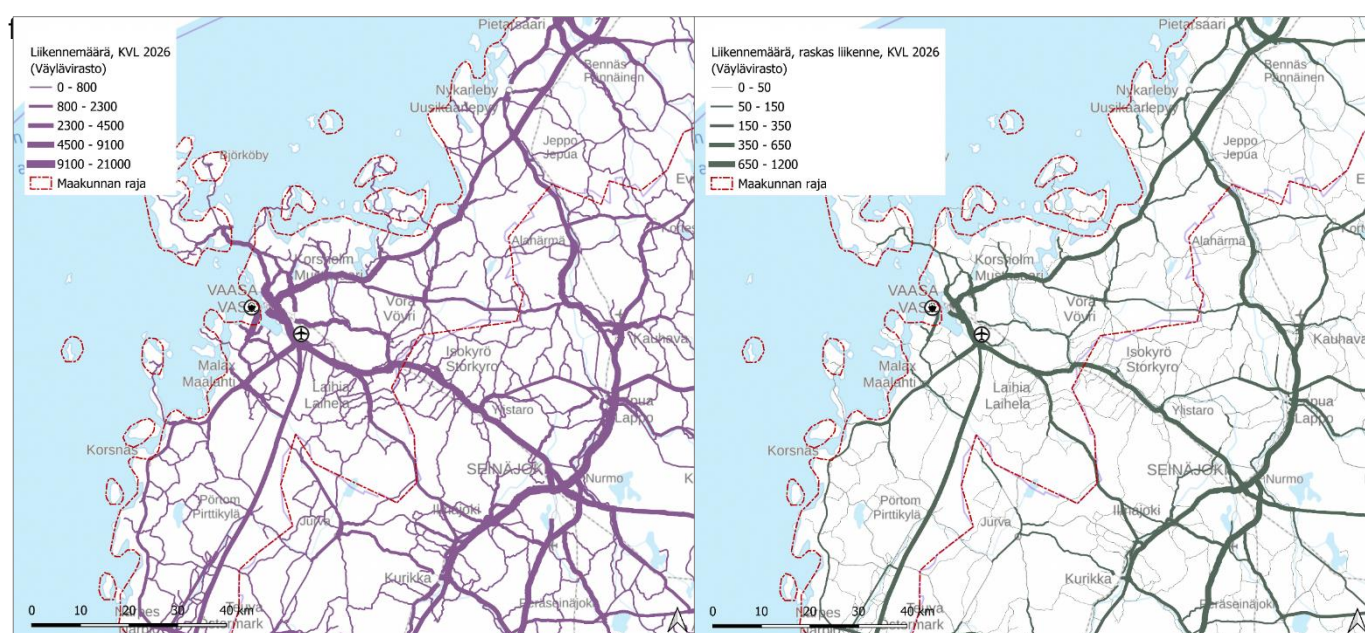 f
Liikennemäärä, KVL 2026
(Väylävirasto)
0 - 800
800 - 2300
2300 - 4500
4500 - 9100
9100 - 21000
Maakunnan raja
Pietarsaari
Bennäs
Pännäinen
Nykarleby
Uusikaarlepyy
Jeppo
Jepua
Björköby
Alahärmä
Korsholm
Mustasaari
VAASA
VASA
Vörå
Vöyri
Kauhava
Malax
Maalahti
Isokyrö
Storkyro
Laihia
Laihela
Lapua
Lappo
Ylistaro
Korsnäs
SEINÄJOKI
Nurmo
Pörtom
Pirttikylä
Ilmajoki
Jurva
Kurikka
Peräseinäjoki
0 10 20 30 40 km
Liikennemäärä, raskas liikenne, KVL 2026
(Väylävirasto)
0 - 50
50 - 150
150 - 350
350 - 650
650 - 1200
Maakunnan raja
Pietarsaari
Bennäs
Pännäinen
Nykarleby
Uusikaarlepyy
Jeppo
Jepua
Björköby
Alahärmä
Korsholm
Mustasaari
VAASA
VASA
Vörå
Vöyri
Kauhava
Malax
Maalahti
Isokyrö
Storkyro
Laihia
Laihela
Lapua
Lappo
Ylistaro
Korsnäs
SEINÄJOKI
Nurmo
Pörtom
Pirttikylä
Ilmajoki
Jurva
Kurikka
Peräseinäjoki
0 10 20 30 40 km